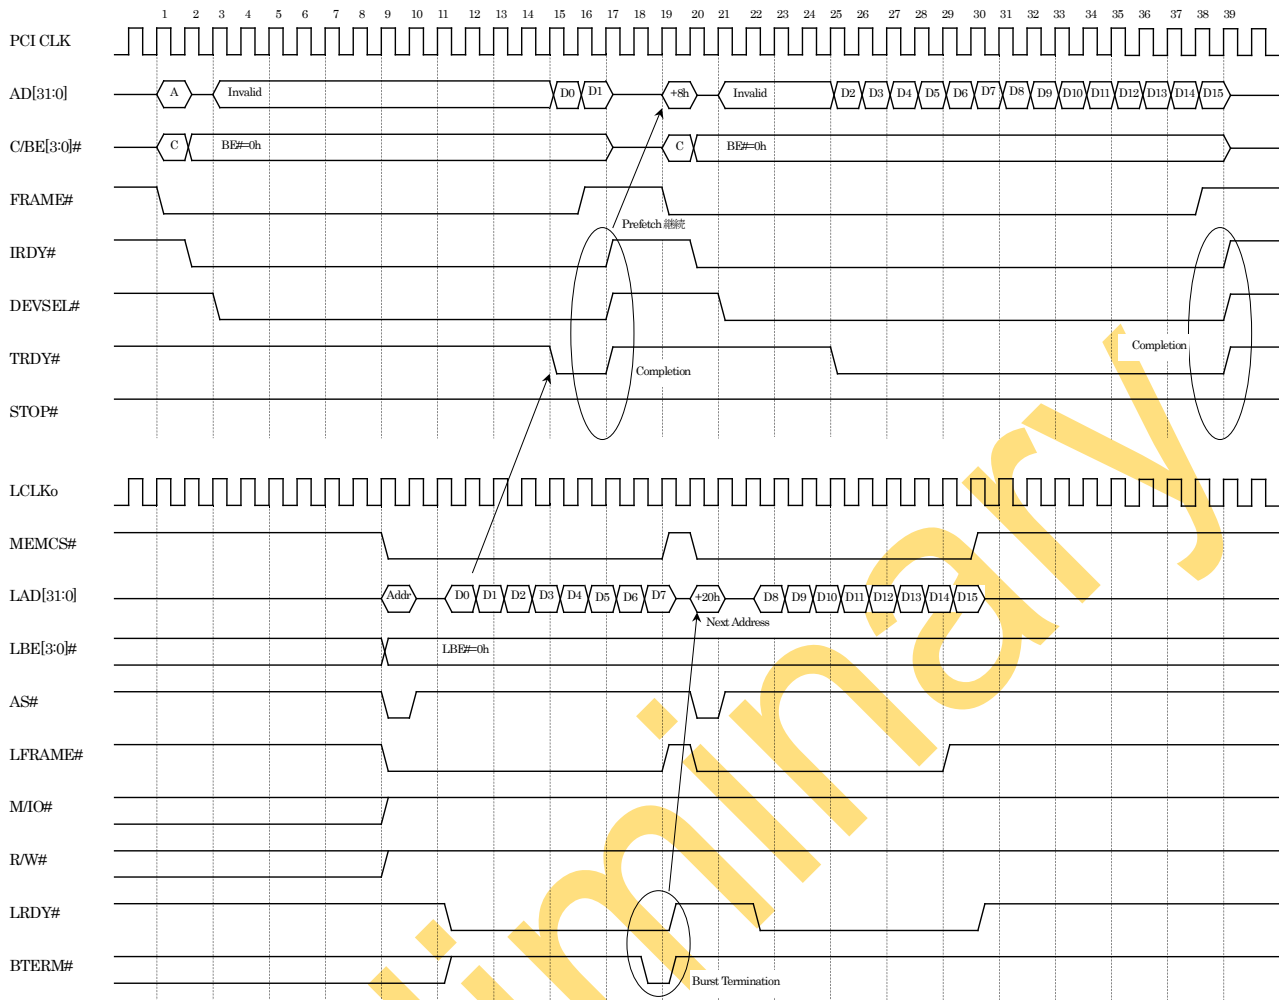 1 2 3 4 5 6 7 8 9 10 11 12 13 14 15 16 17 18 19 20 21 22 23 24 25 26 27 28 29 30 31 32 33 34 35 36 37 38 39
PCI CLK
AD[31:0] A Invalid D0 D1 +8h Invalid D2 D3 D4 D5 D6 D7 D8 D9 D10 D11 D12 D13 D14 D15
C/BE[3:0]# C BE#=0h C BE#=0h
FRAME#
Prefetch 継続
IRDY#
DEVSEL#
TRDY# Completion
Completion
STOP#
LCLKo
MEMCS#
LAD[31:0] Addr D0 D1 D2 D3 D4 D5 D6 D7 +20h D8 D9 D10 D11 D12 D13 D14 D15
Next Address
LBE[3:0]# LBE#=0h
AS#
LFRAME#
M/IO#
R/W#
LRDY#
BTERM#
Burst Termination
liminary